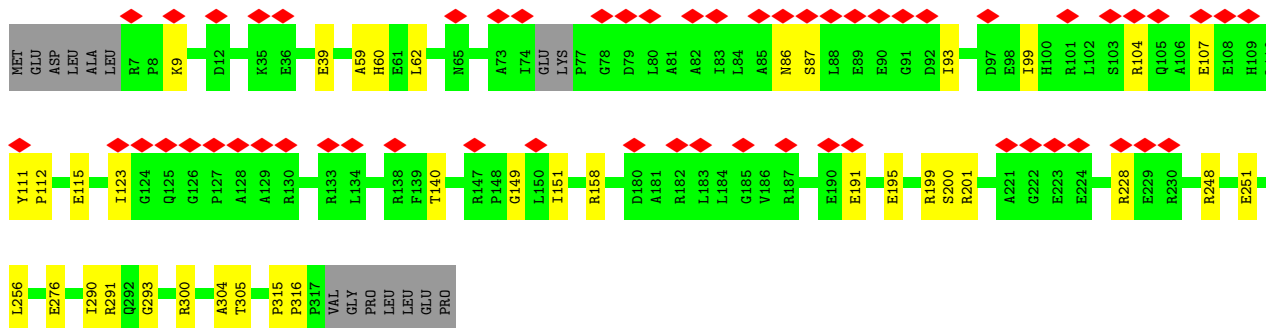 MET GLU ASP LEU ALA LEU R7 P8 K9 D12 K35 E36 E39 A59 H60 E61 L62 N65 A73 I74 GLU LYS P77 G78 D79 L80 A81 A82 I83 L84 A85 N86 S87 L88 E89 E90 G91 D92 I93 D97 E98 I99 H100 R101 L102 S103 R104 Q105 A106 E107 E108 H109
Y111 P112 E115 I123 G124 Q125 G126 P127 A128 A129 R130 R133 L134 R138 F139 T140 R147 P148 G149 L150 I151 R158 D180 A181 R182 L183 L184 G185 V186 R187 E190 E191 E195 R199 S200 R201 A221 G222 E223 E224 R228 E229 R230 R248 E251
L256 E276 I290 R291 Q292 G293 R300 A304 T305 P315 P316 P317 VAL GLY PRO LEU LEU GLU PRO